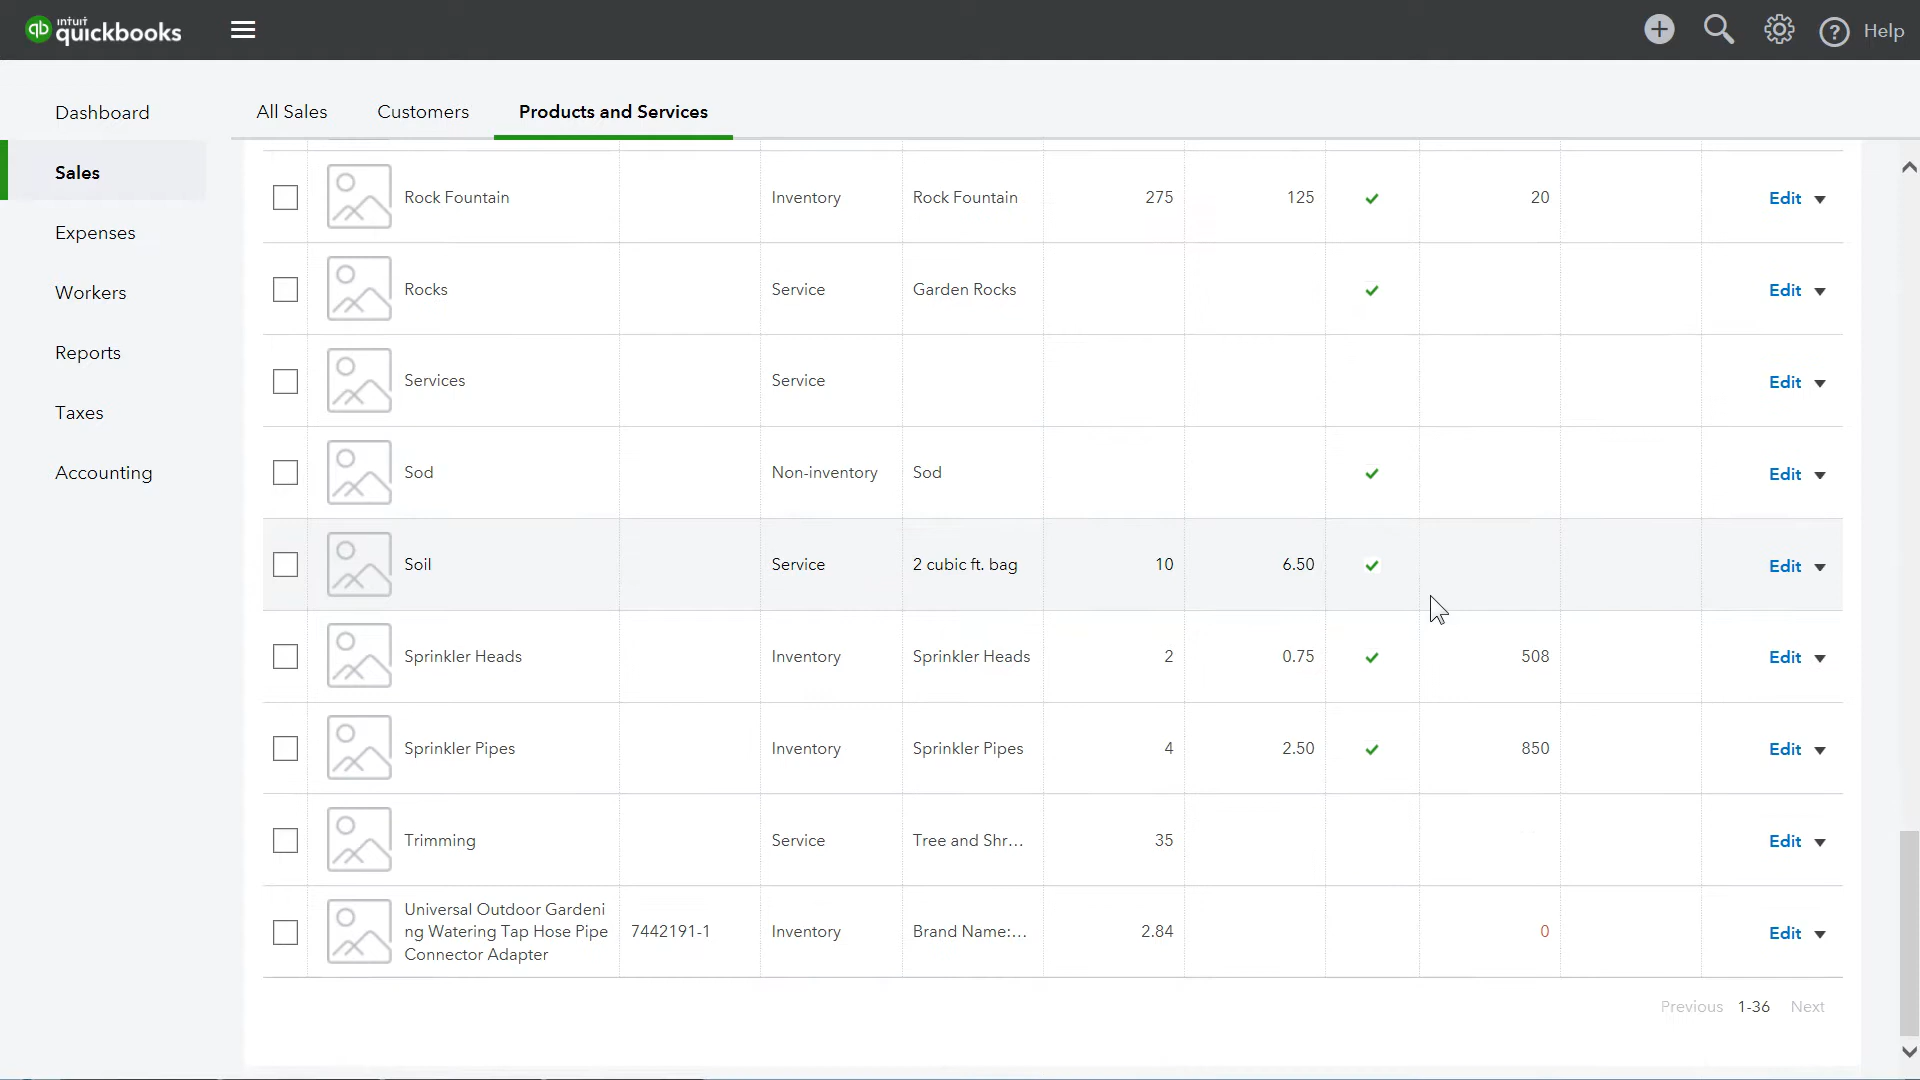 intuit
quickbooks
Help
Dashboard
Sales
Expenses
Workers
Reports
Taxes
Accounting
All Sales Customers Products and Services
Rock Fountain Inventory Rock Fountain 275 125 20 Edit
Rocks Service Garden Rocks Edit
Services Service Edit
Sod Non-inventory Sod Edit
Soil Service 2 cubic ft. bag 10 6.50 Edit
Sprinkler Heads Inventory Sprinkler Heads 2 0.75 508 Edit
Sprinkler Pipes Inventory Sprinkler Pipes 4 2.50 850 Edit
Trimming Service Tree and Shr... 35 Edit
Universal Outdoor Gardeni
ng Watering Tap Hose Pipe 7442191-1 Inventory Brand Name:... 2.84 0 Edit
Connector Adapter
Previous 1-36 Next